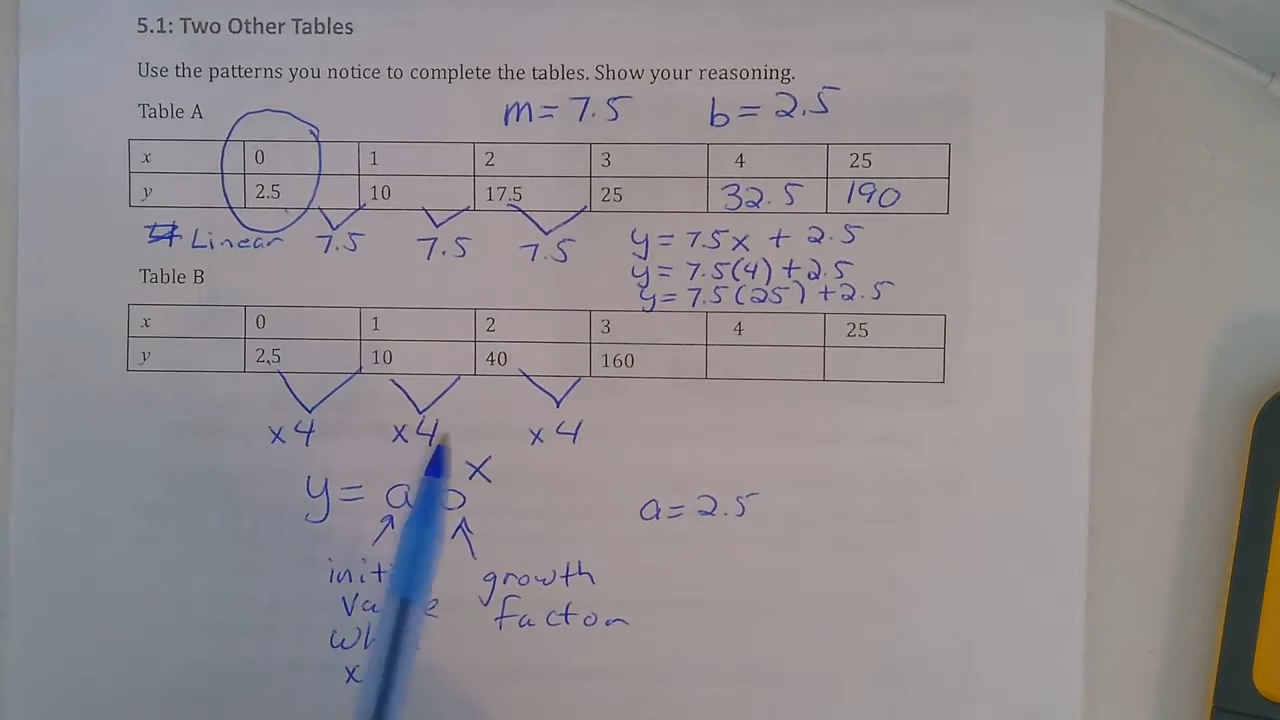 5.1: Two Other Tables
Use the patterns you notice to complete the tables. Show your reasoning.
Table A
m = 7.5 b = 2.5
x 0 1 2 3 4 25
y 2.5 10 17.5 25 32.5 190
Linear 7.5 7.5 7.5
y = 7.5x + 2.5
y = 7.5(4) + 2.5
y = 7.5(25) + 2.5
Table B
x 0 1 2 3 4 25
y 2.5 10 40 160
x4 x4 x4
y = a b x
a = 2.5
growth
factor
x